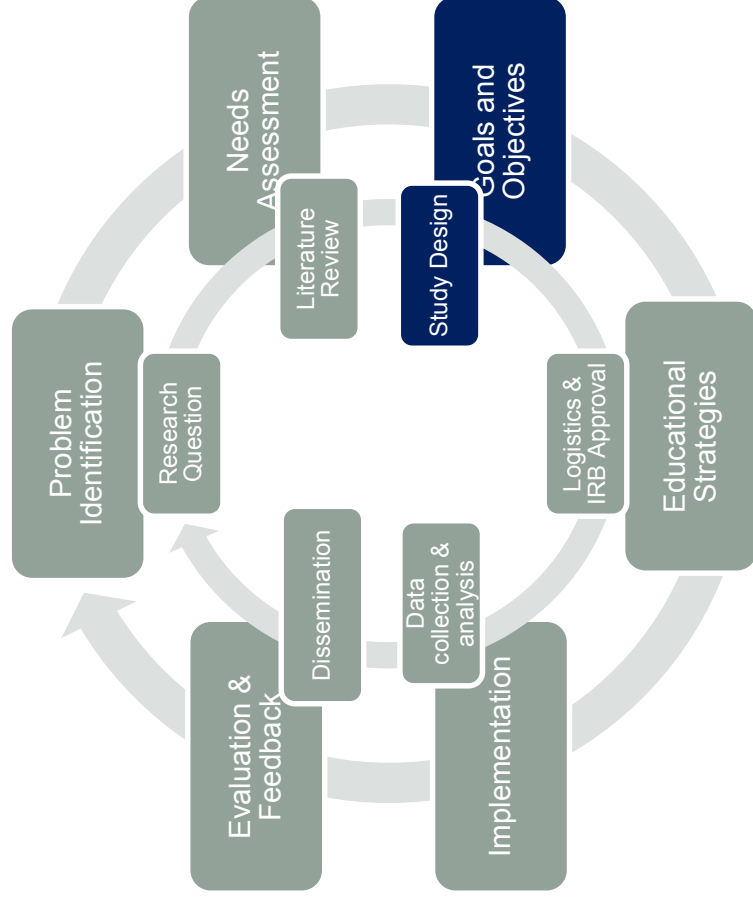 Problem
Identification
Research
Question
Needs
Assessment
Literature
Review
Goals and
Objectives
Study Design
Educational
Strategies
Logistics &
IRB Approval
Implementation
Data
collection &
analysis
Evaluation &
Feedback
Dissemination